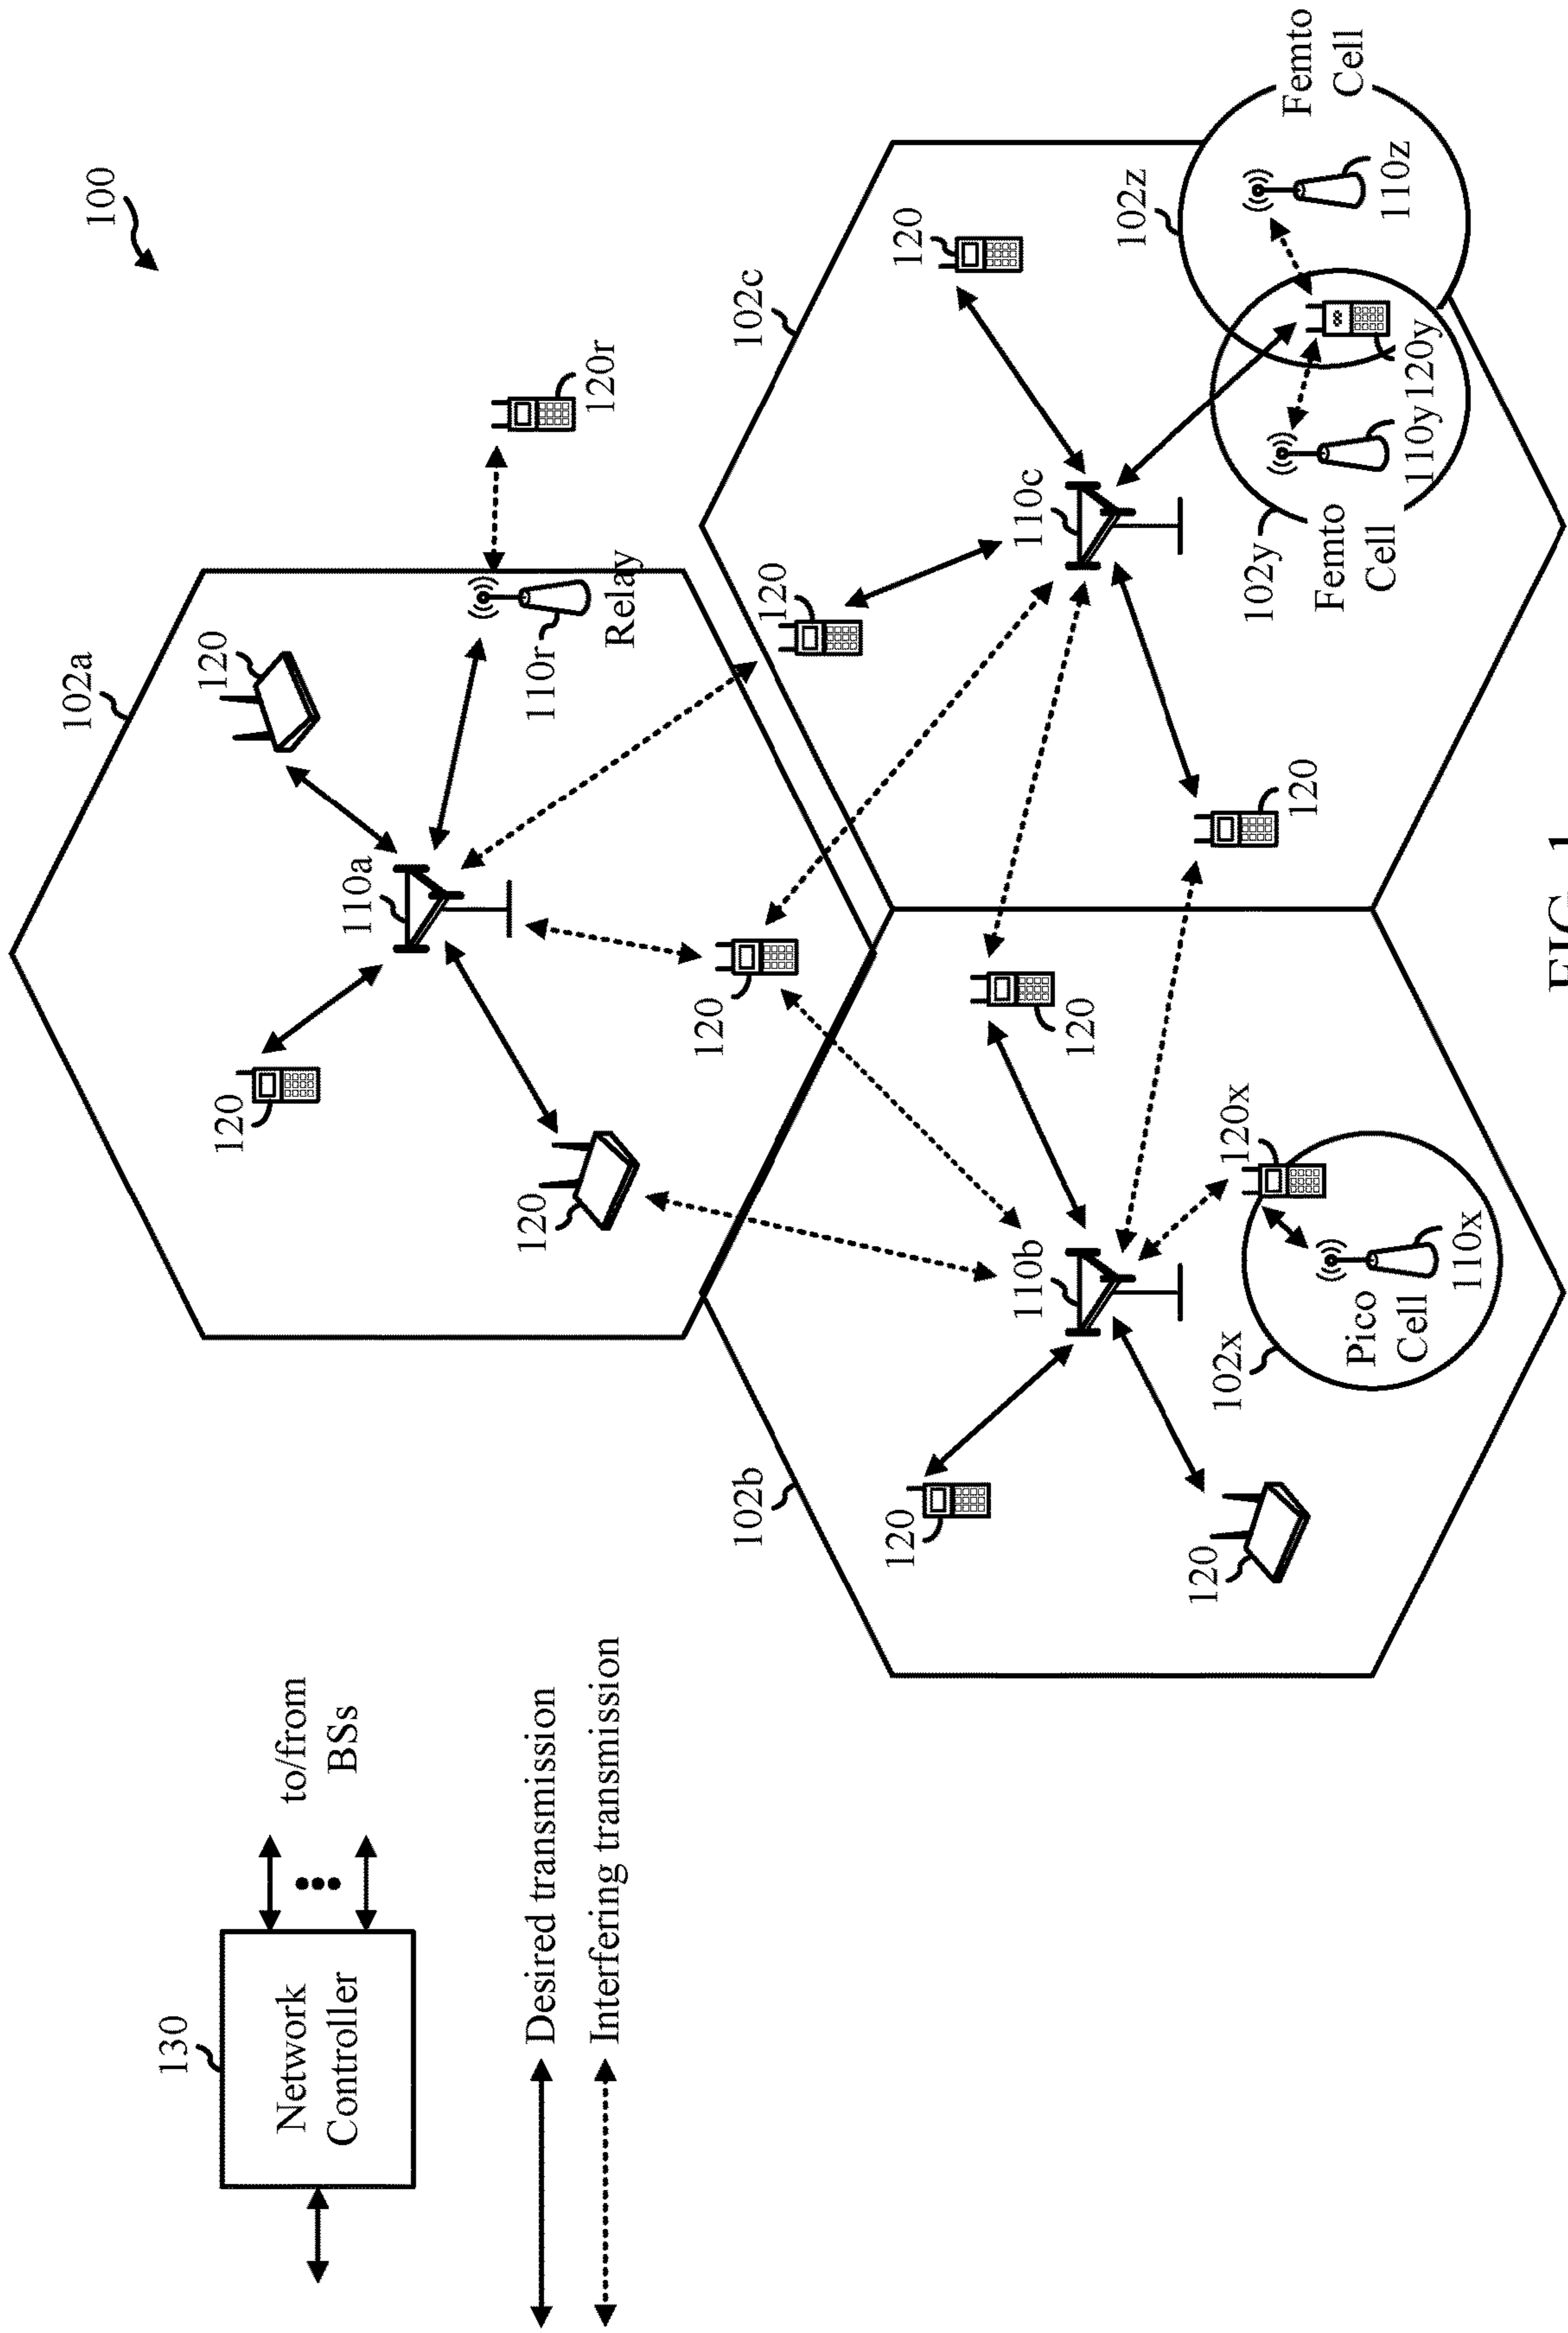 100
102a
130
120
120
Network
Controller
to/from
BSs
110a
120
Desired transmission
110r
120r
Interfering transmission
Relay
120
102b
102c
120
120
120
110b
110c
120
102z
120
102x
120x
102y
Femto
Cell
120
Femto
Cell
Pico
Cell
110z
110y
120y
110x
FIG. 1